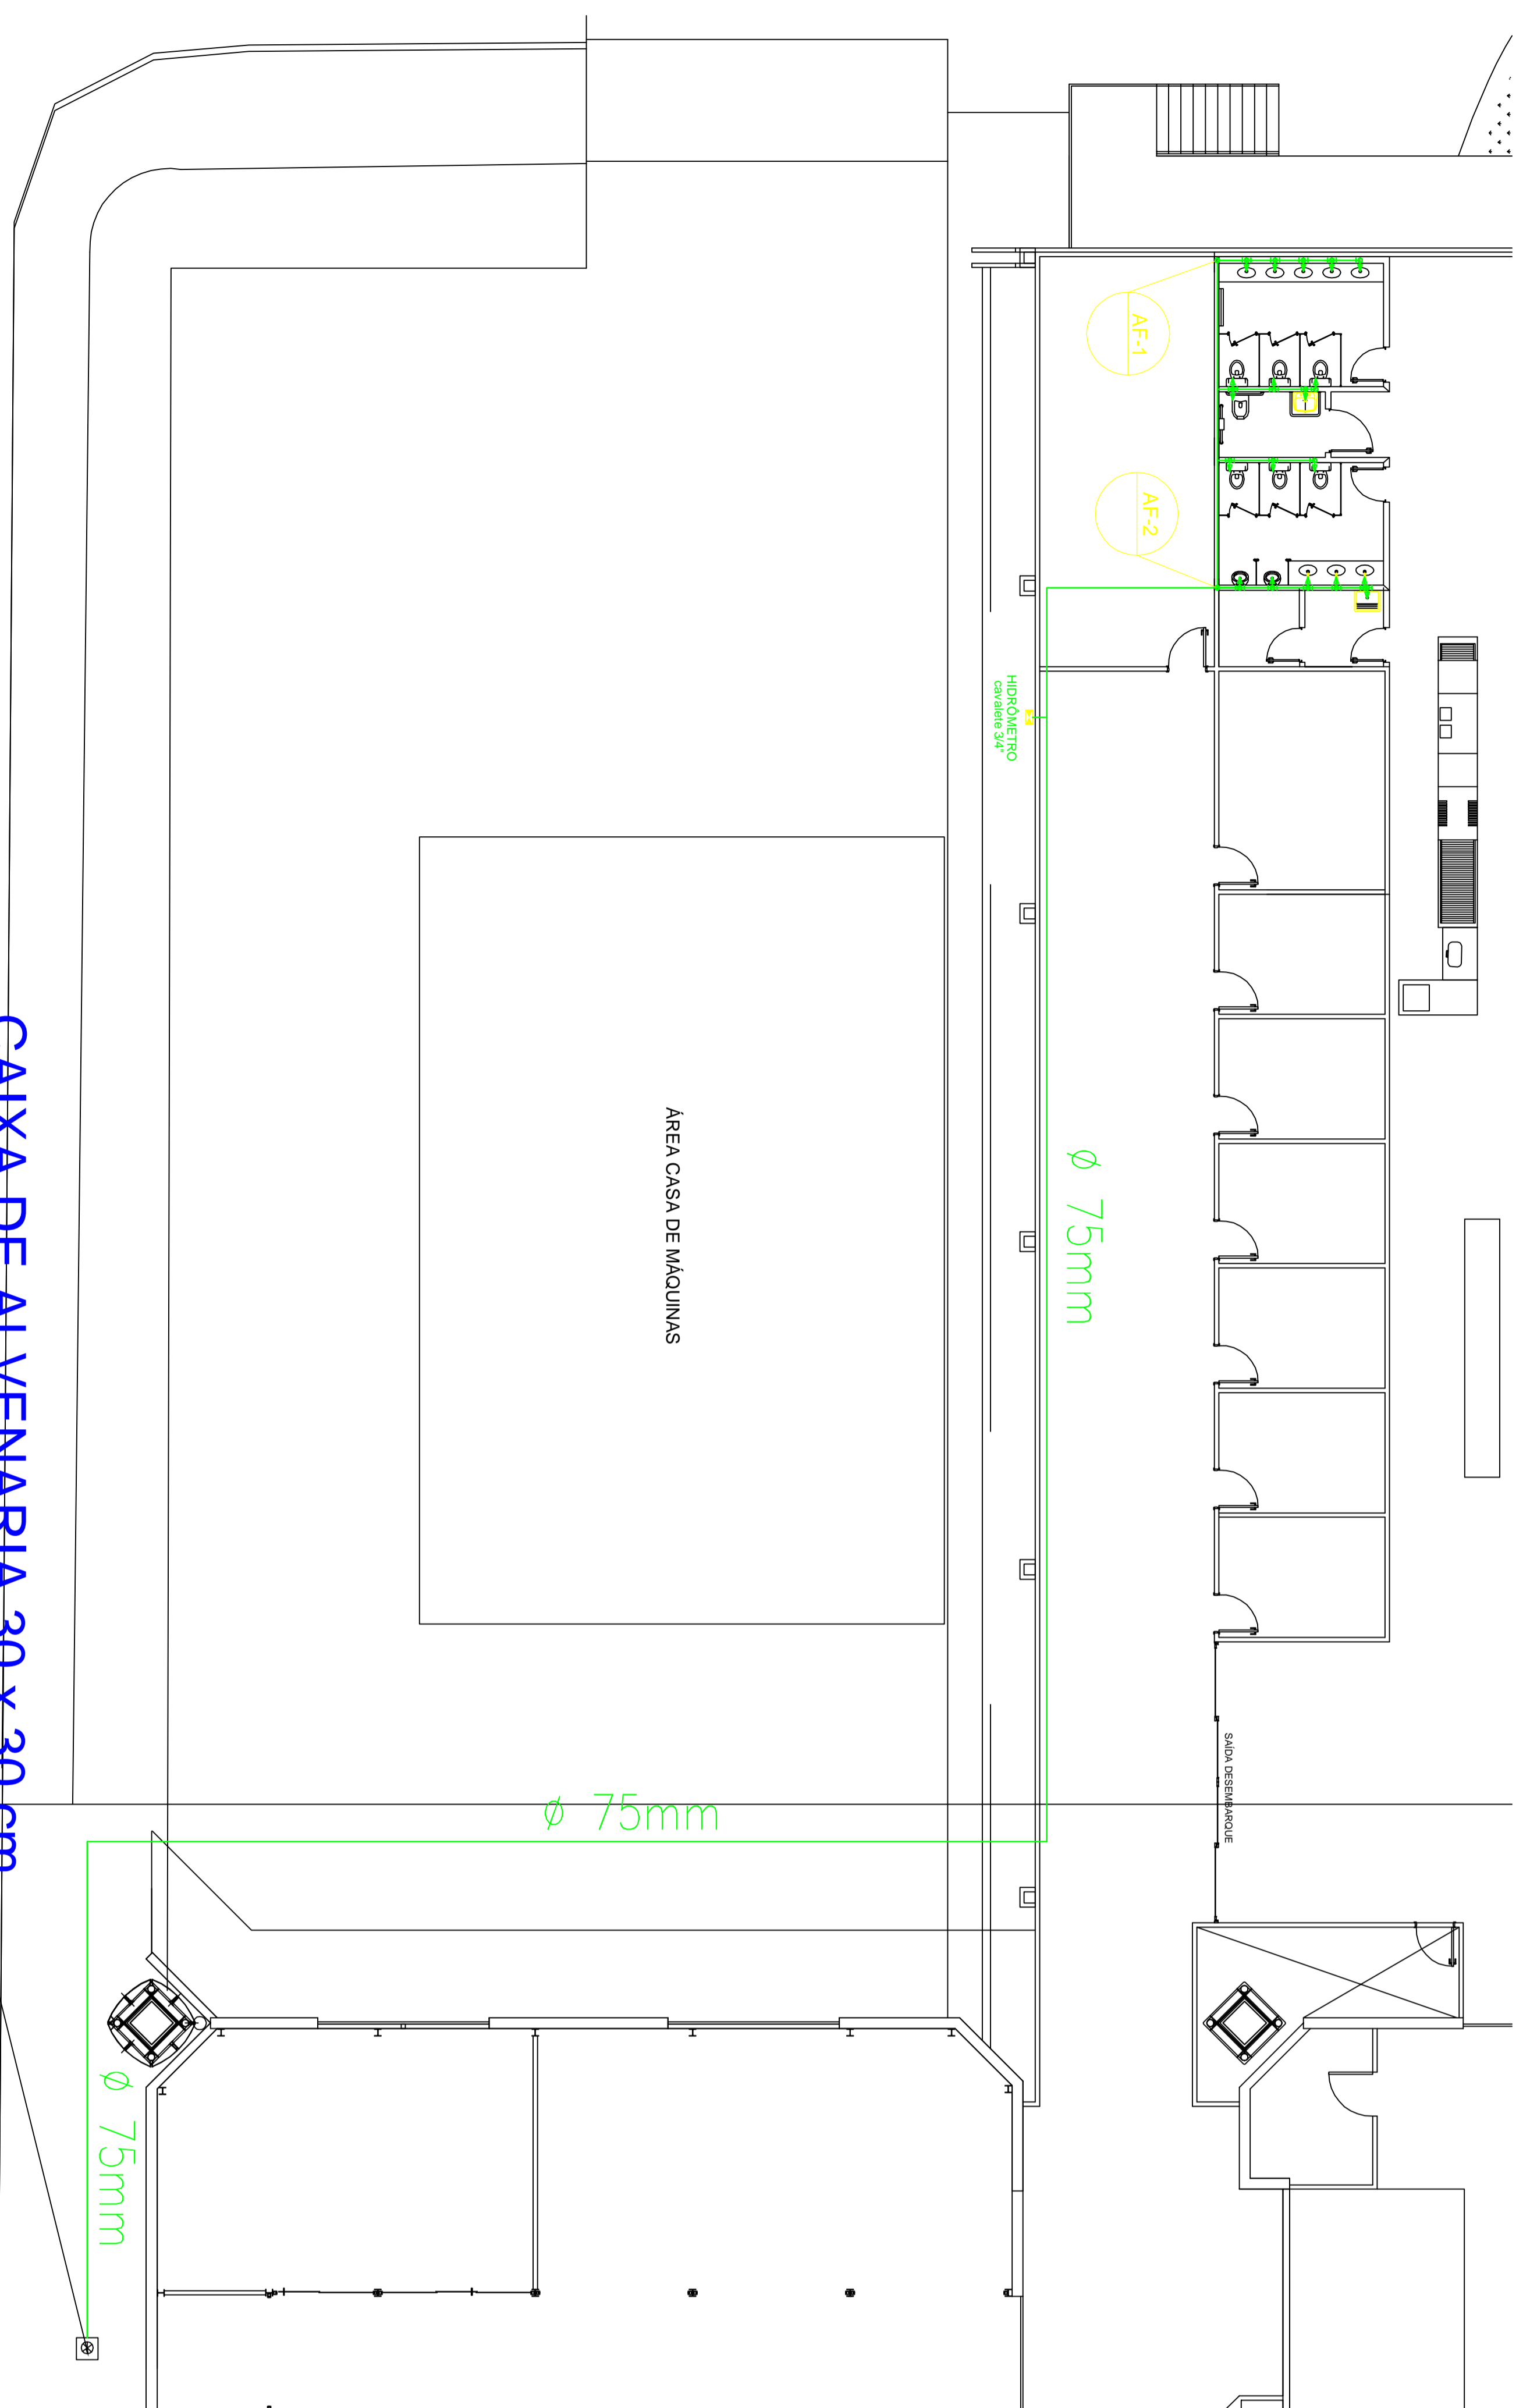 AF-1
AF-2
HIDRÔMETRO
cavalete 3/4"
Ø 75mm
ÁREA CASA DE MÁQUINAS
SAÍDA DESEMBARQUE
Ø 75mm
Ø 75mm
CAIXA DE ALVENARIA 30 x 30 cm